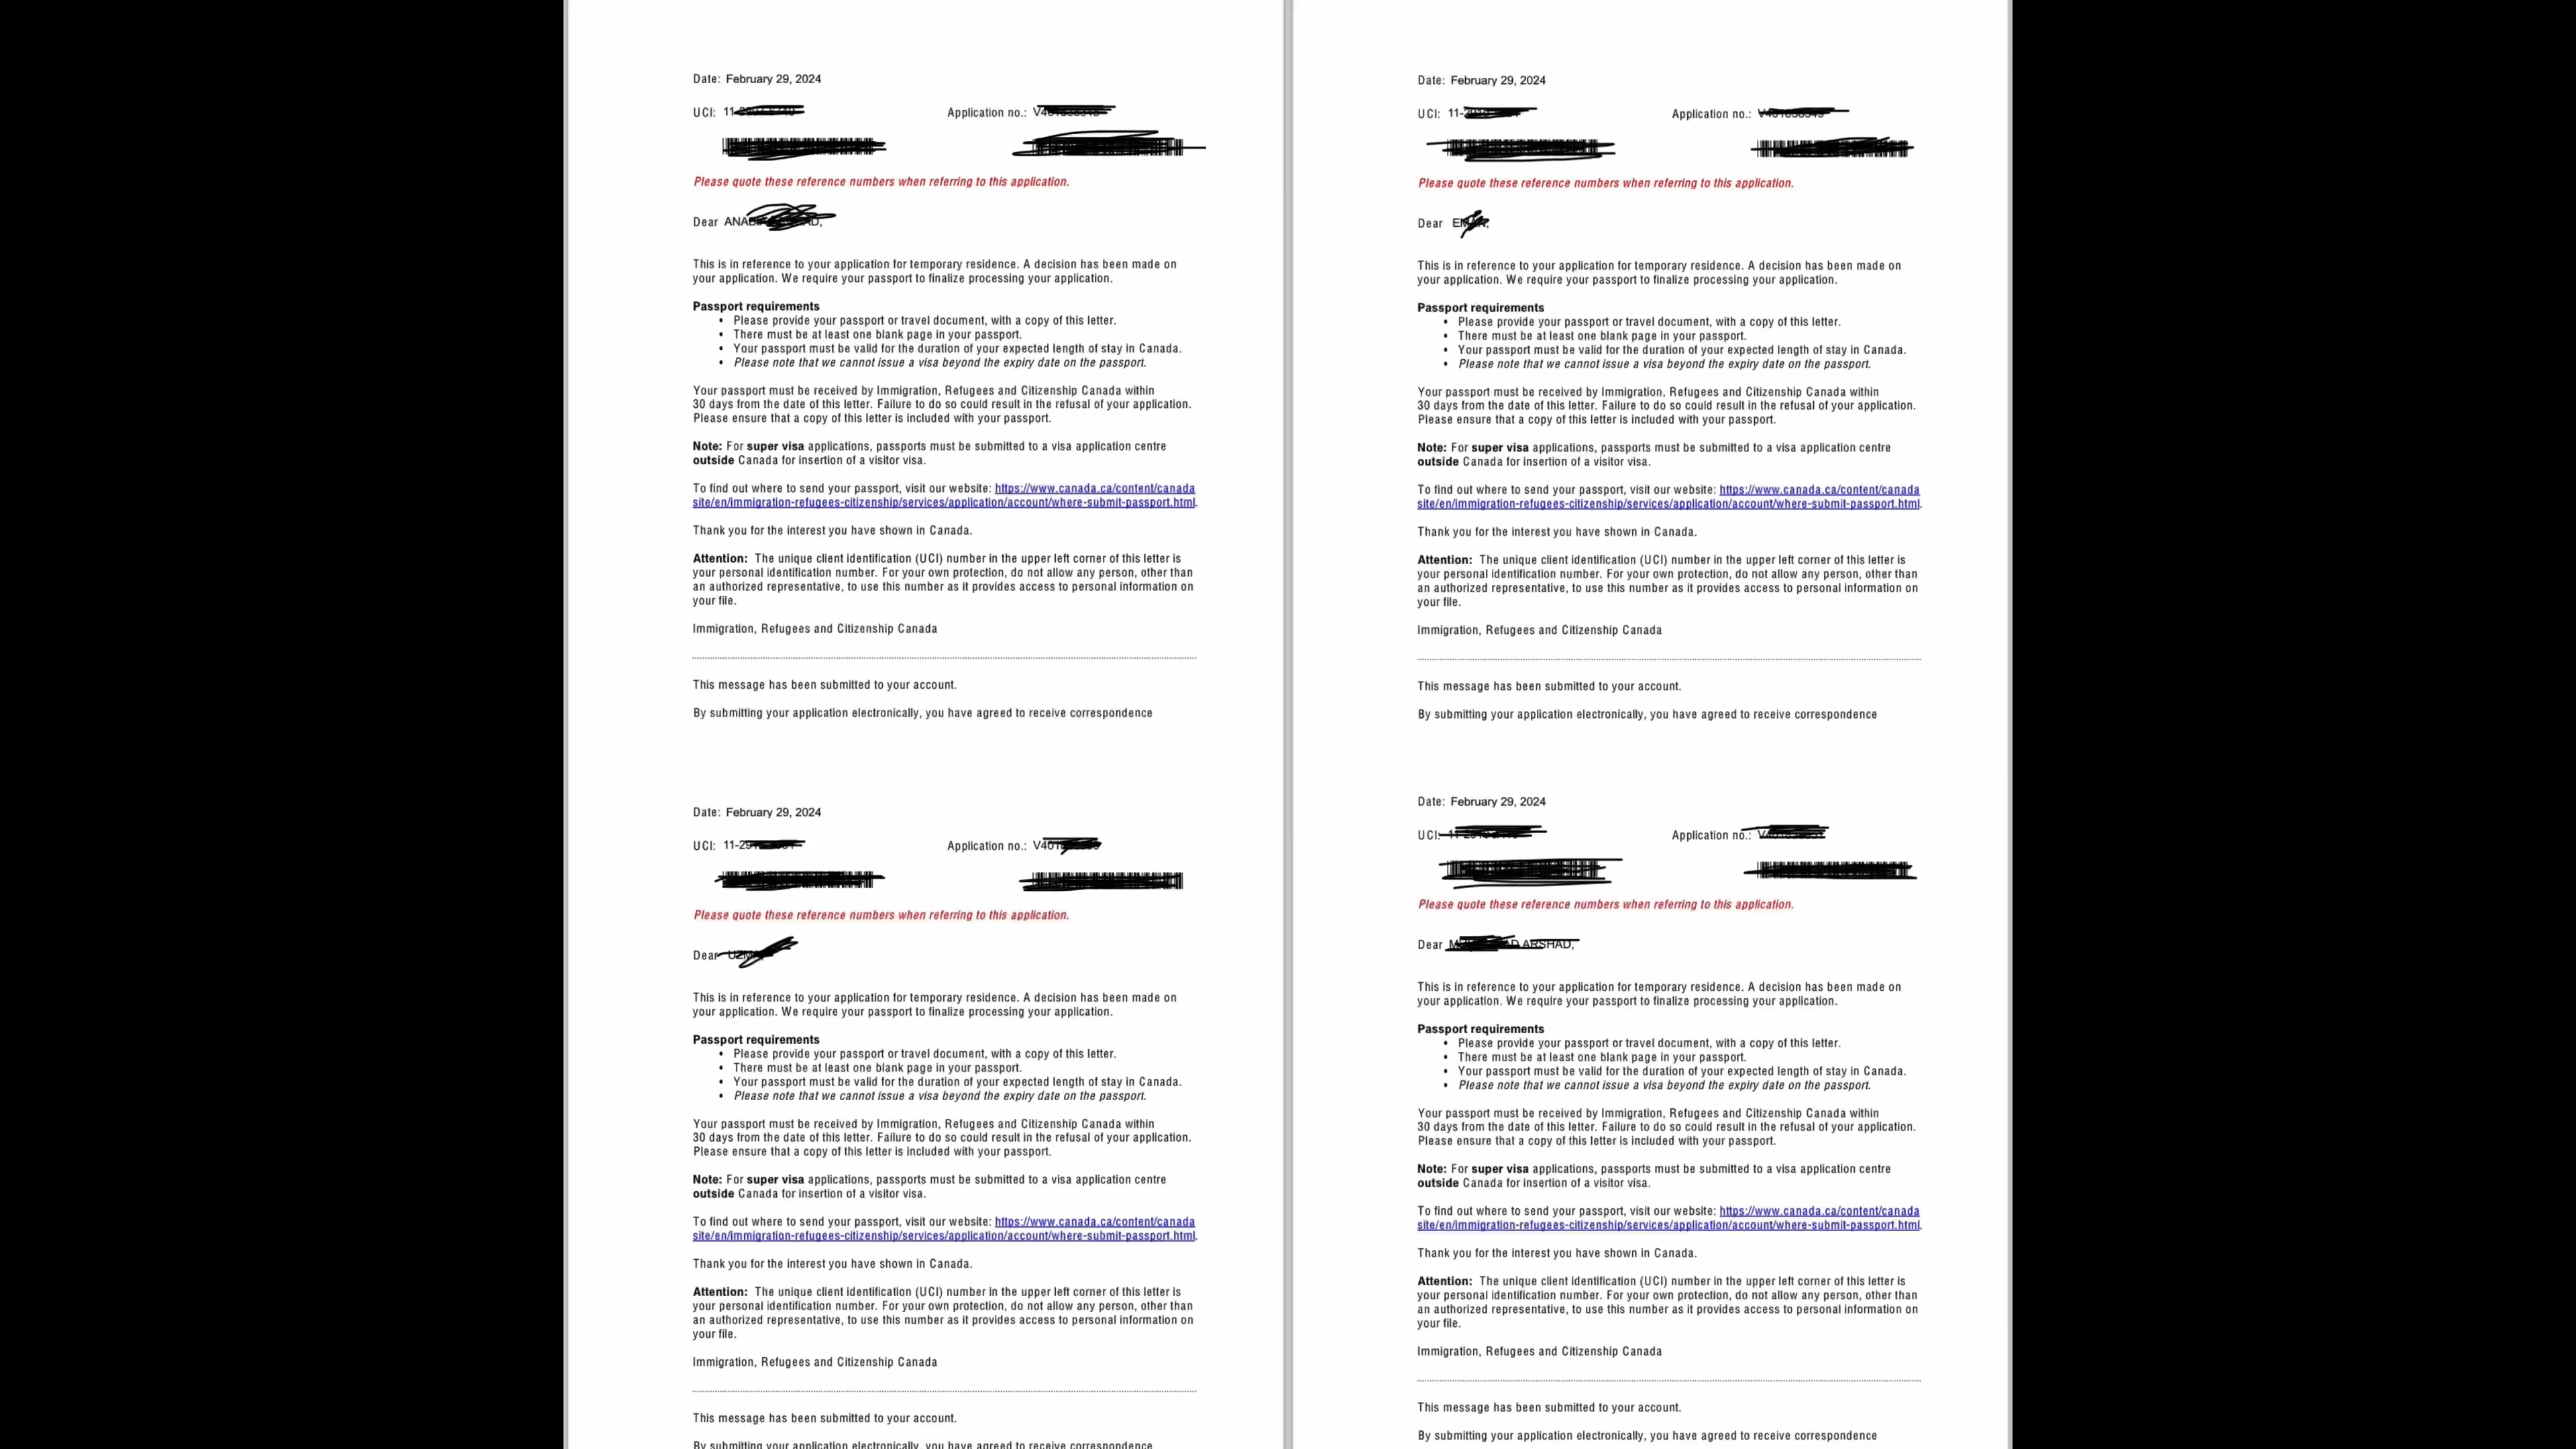 Date: February 29, 2024
UCI: 11- Application no.:
Please quote these reference numbers when referring to this application.
Dear
This is in reference to your application for temporary residence. A decision has been made on
your application. We require your passport to finalize processing your application.
Passport requirements
• Please provide your passport or travel document, with a copy of this letter.
• There must be at least one blank page in your passport.
• Your passport must be valid for the duration of your expected length of stay in Canada.
• Please note that we cannot issue a visa beyond the expiry date on the passport.
Your passport must be received by Immigration, Refugees and Citizenship Canada within
30 days from the date of this letter. Failure to do so could result in the refusal of your application.
Please ensure that a copy of this letter is included with your passport.
Note: For super visa applications, passports must be submitted to a visa application centre
outside Canada for insertion of a visitor visa.
To find out where to send your passport, visit our website: https://www.canada.ca/content/canada
site/en/immigration-refugees-citizenship/services/application/account/where-submit-passport.html.
Thank you for the interest you have shown in Canada.
Attention: The unique client identification (UCI) number in the upper left corner of this letter is
your personal identification number. For your own protection, do not allow any person, other than
an authorized representative, to use this number as it provides access to personal information on
your file.
Immigration, Refugees and Citizenship Canada
This message has been submitted to your account.
By submitting your application electronically, you have agreed to receive correspondence
Date: February 29, 2024
UCI: 11- Application no.:
Please quote these reference numbers when referring to this application.
Dear
This is in reference to your application for temporary residence. A decision has been made on
your application. We require your passport to finalize processing your application.
Passport requirements
• Please provide your passport or travel document, with a copy of this letter.
• There must be at least one blank page in your passport.
• Your passport must be valid for the duration of your expected length of stay in Canada.
• Please note that we cannot issue a visa beyond the expiry date on the passport.
Your passport must be received by Immigration, Refugees and Citizenship Canada within
30 days from the date of this letter. Failure to do so could result in the refusal of your application.
Please ensure that a copy of this letter is included with your passport.
Note: For super visa applications, passports must be submitted to a visa application centre
outside Canada for insertion of a visitor visa.
To find out where to send your passport, visit our website: https://www.canada.ca/content/canada
site/en/immigration-refugees-citizenship/services/application/account/where-submit-passport.html.
Thank you for the interest you have shown in Canada.
Attention: The unique client identification (UCI) number in the upper left corner of this letter is
your personal identification number. For your own protection, do not allow any person, other than
an authorized representative, to use this number as it provides access to personal information on
your file.
Immigration, Refugees and Citizenship Canada
This message has been submitted to your account.
By submitting your application electronically, you have agreed to receive correspondence
Date: February 29, 2024
UCI: Application no.:
Please quote these reference numbers when referring to this application.
Dear
This is in reference to your application for temporary residence. A decision has been made on
your application. We require your passport to finalize processing your application.
Passport requirements
• Please provide your passport or travel document, with a copy of this letter.
• There must be at least one blank page in your passport.
• Your passport must be valid for the duration of your expected length of stay in Canada.
• Please note that we cannot issue a visa beyond the expiry date on the passport.
Your passport must be received by Immigration, Refugees and Citizenship Canada within
30 days from the date of this letter. Failure to do so could result in the refusal of your application.
Please ensure that a copy of this letter is included with your passport.
Note: For super visa applications, passports must be submitted to a visa application centre
outside Canada for insertion of a visitor visa.
To find out where to send your passport, visit our website: https://www.canada.ca/content/canada
site/en/immigration-refugees-citizenship/services/application/account/where-submit-passport.html.
Thank you for the interest you have shown in Canada.
Attention: The unique client identification (UCI) number in the upper left corner of this letter is
your personal identification number. For your own protection, do not allow any person, other than
an authorized representative, to use this number as it provides access to personal information on
your file.
Immigration, Refugees and Citizenship Canada
This message has been submitted to your account.
By submitting your application electronically, you have agreed to receive correspondence
Date: February 29, 2024
UCI: Application no.:
Please quote these reference numbers when referring to this application.
Dear ARSHAD,
This is in reference to your application for temporary residence. A decision has been made on
your application. We require your passport to finalize processing your application.
Passport requirements
• Please provide your passport or travel document, with a copy of this letter.
• There must be at least one blank page in your passport.
• Your passport must be valid for the duration of your expected length of stay in Canada.
• Please note that we cannot issue a visa beyond the expiry date on the passport.
Your passport must be received by Immigration, Refugees and Citizenship Canada within
30 days from the date of this letter. Failure to do so could result in the refusal of your application.
Please ensure that a copy of this letter is included with your passport.
Note: For super visa applications, passports must be submitted to a visa application centre
outside Canada for insertion of a visitor visa.
To find out where to send your passport, visit our website: https://www.canada.ca/content/canada
site/en/immigration-refugees-citizenship/services/application/account/where-submit-passport.html.
Thank you for the interest you have shown in Canada.
Attention: The unique client identification (UCI) number in the upper left corner of this letter is
your personal identification number. For your own protection, do not allow any person, other than
an authorized representative, to use this number as it provides access to personal information on
your file.
Immigration, Refugees and Citizenship Canada
This message has been submitted to your account.
By submitting your application electronically, you have agreed to receive correspondence